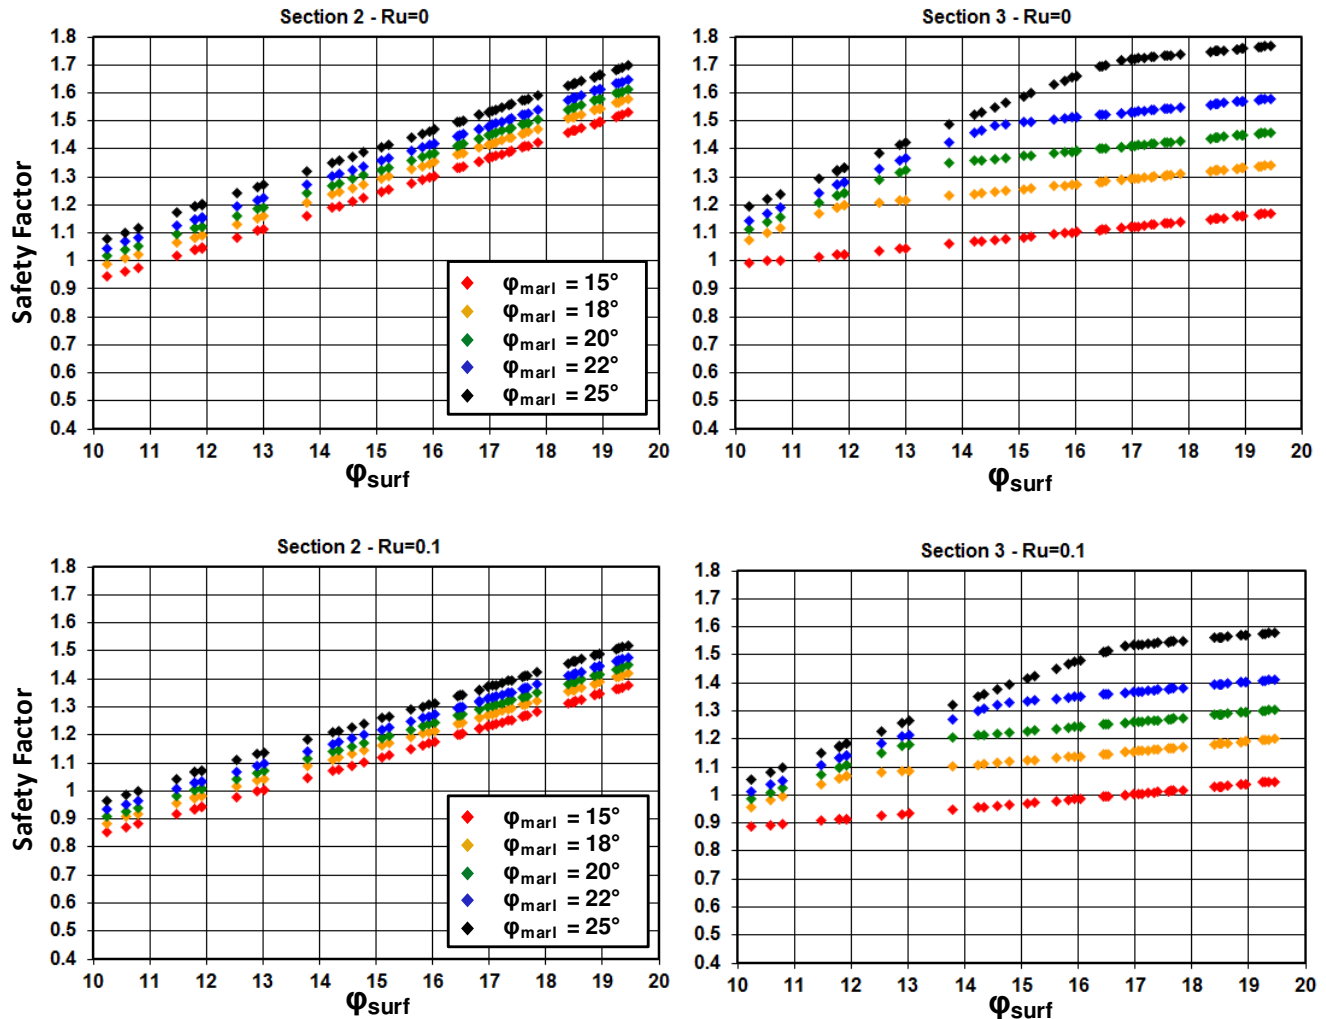 Section 2 - Ru=0
Section 3 - Ru=0
1.8
1.7
1.6
1.5
1.4
1.3
1.2
1.1
1
0.9
0.8
0.7
0.6
0.5
0.4
Safety Factor
10 11 12 13 14 15 16 17 18 19 20
φsurf
φmarl = 15°
φmarl = 18°
φmarl = 20°
φmarl = 22°
φmarl = 25°
1.8
1.7
1.6
1.5
1.4
1.3
1.2
1.1
1
0.9
0.8
0.7
0.6
0.5
0.4
10 11 12 13 14 15 16 17 18 19 20
φsurf
Section 2 - Ru=0.1
Section 3 - Ru=0.1
1.8
1.7
1.6
1.5
1.4
1.3
1.2
1.1
1
0.9
0.8
0.7
0.6
0.5
0.4
Safety Factor
10 11 12 13 14 15 16 17 18 19 20
φsurf
φmarl = 15°
φmarl = 18°
φmarl = 20°
φmarl = 22°
φmarl = 25°
1.8
1.7
1.6
1.5
1.4
1.3
1.2
1.1
1
0.9
0.8
0.7
0.6
0.5
0.4
10 11 12 13 14 15 16 17 18 19 20
φsurf